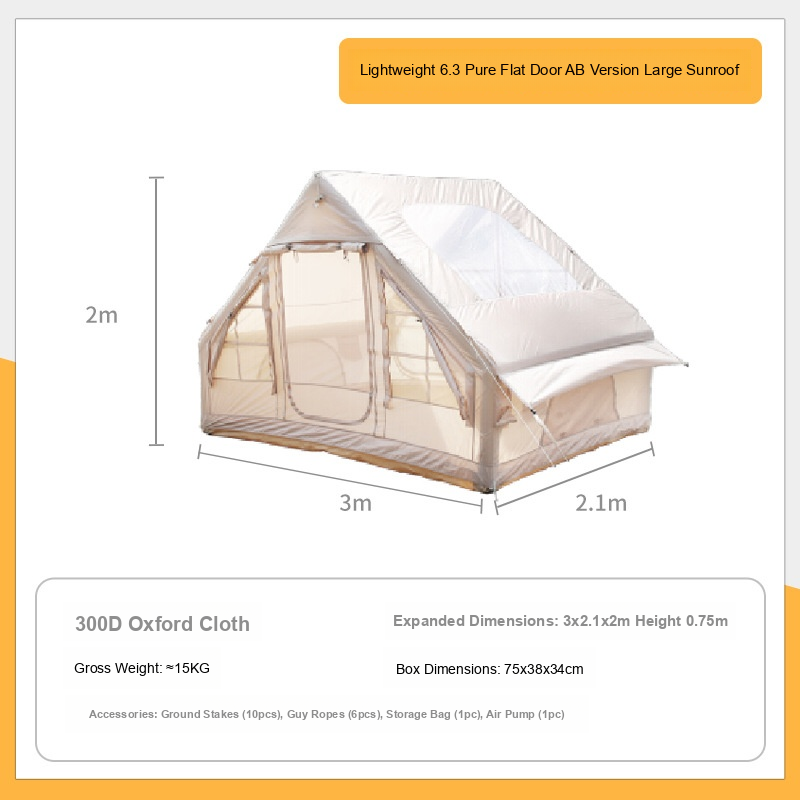 Lightweight 6.3 Pure Flat Door AB Version Large Sunroof
2m
3m
2.1m
300D Oxford Cloth
Expanded Dimensions: 3x2.1x2m Height 0.75m
Gross Weight: ≈15KG
Box Dimensions: 75x38x34cm
Accessories: Ground Stakes (10pcs), Guy Ropes (6pcs), Storage Bag (1pc), Air Pump (1pc)